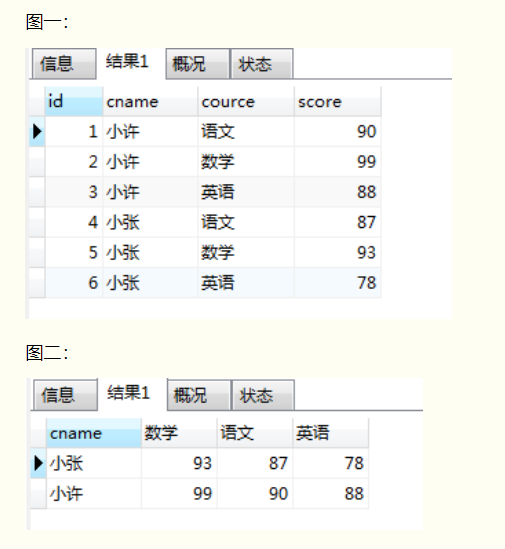 图一：
信息 结果1 概况 状态
id cname cource score
1 小许 语文 90
2 小许 数学 99
3 小许 英语 88
4 小张 语文 87
5 小张 数学 93
6 小张 英语 78
图二：
信息 结果1 概况 状态
cname 数学 语文 英语
小张 93 87 78
小许 99 90 88